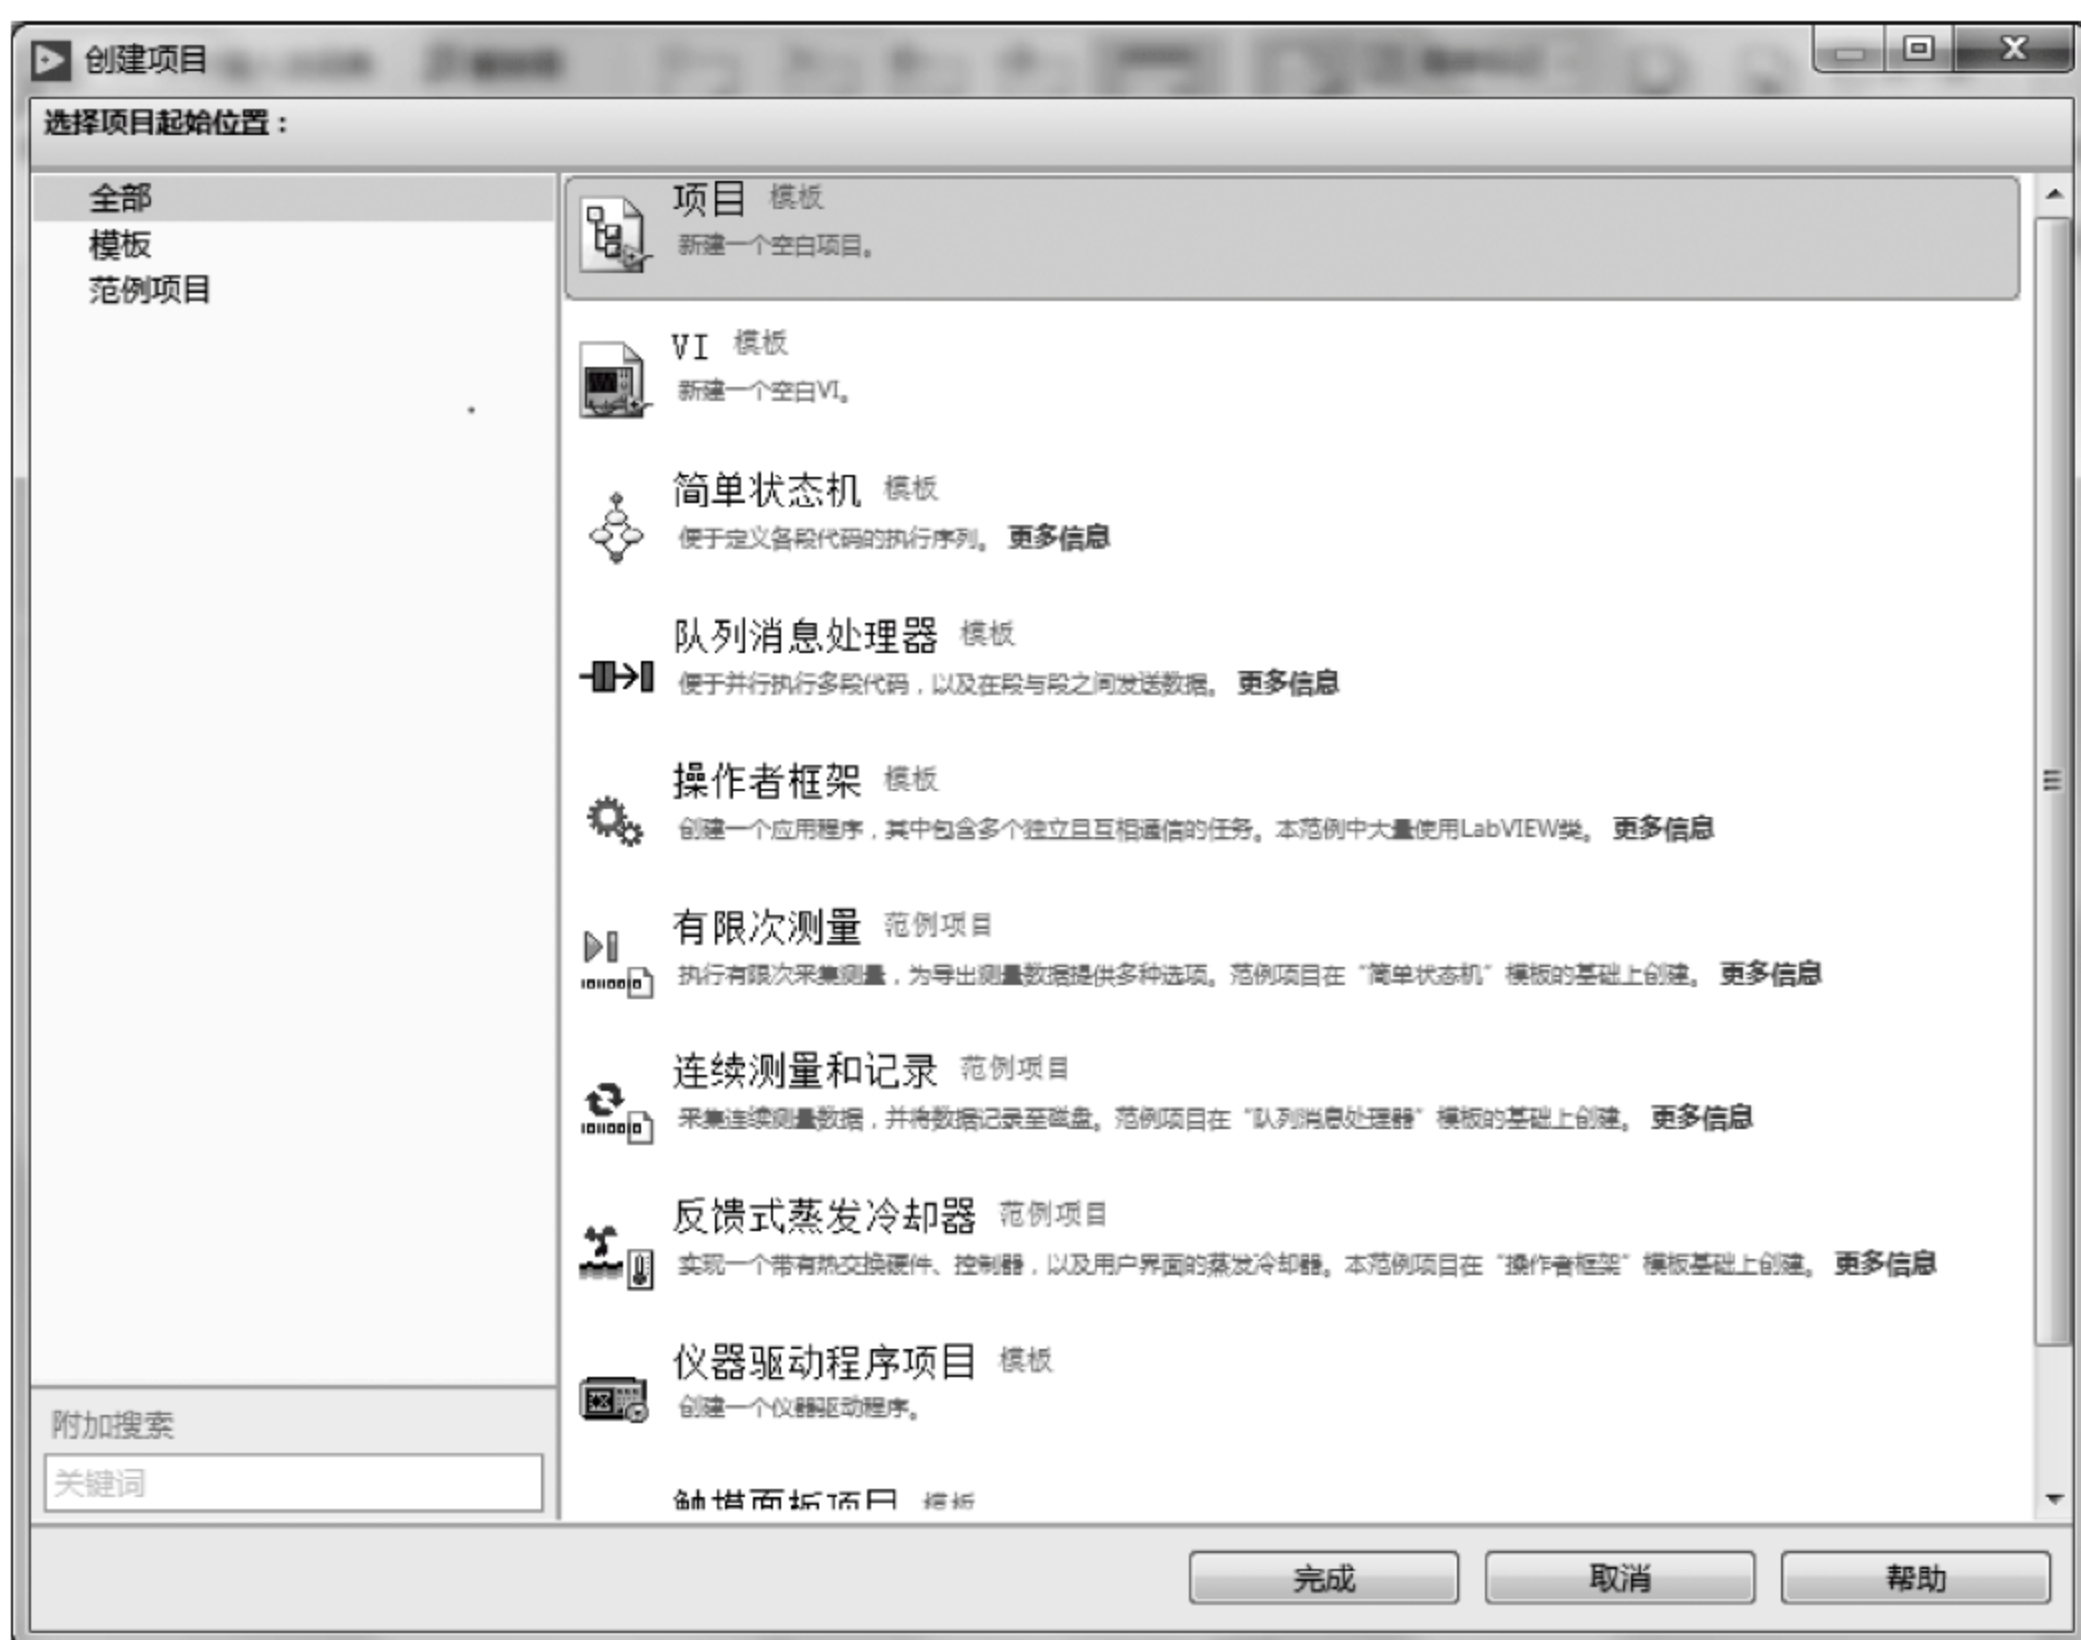 创建项目
选择项目起始位置：
全部
模板
范例项目
项目 模板
新建一个空白项目。
VI 模板
新建一个空白VI。
简单状态机 模板
便于定义各段代码的执行序列。 更多信息
队列消息处理器 模板
便于并行执行多段代码，以及在段与段之间发送数据。 更多信息
操作者框架 模板
创建一个应用程序，其中包含多个独立且互相通信的任务。本范例中大量使用LabVIEW类。 更多信息
有限次测量 范例项目
执行有限次采集测量，为导出测量数据提供多种选项。范例项目在“简单状态机”模板的基础上创建。 更多信息
连续测量和记录 范例项目
采集连续测量数据，并将数据记录至磁盘。范例项目在“队列消息处理器”模板的基础上创建。 更多信息
反馈式蒸发冷却器 范例项目
实现一个带有热交换硬件、控制器，以及用户界面的蒸发冷却器。本范例项目在“操作者框架”模板基础上创建。 更多信息
仪器驱动程序项目 模板
创建一个仪器驱动程序。
触摸面板项目 模板
附加搜索
关键词
完成 取消 帮助